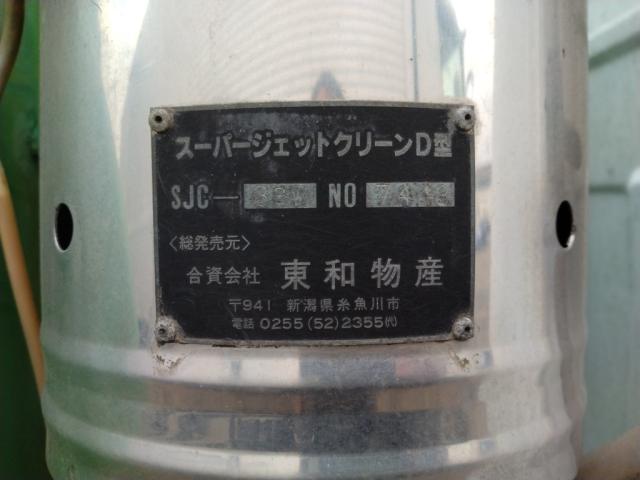 スーパージェットクリーンD型
SJC— NO
〈総発売元〉
合資会社 東和物産
〒941 新潟県糸魚川市
電話 0255(52)2355㈹